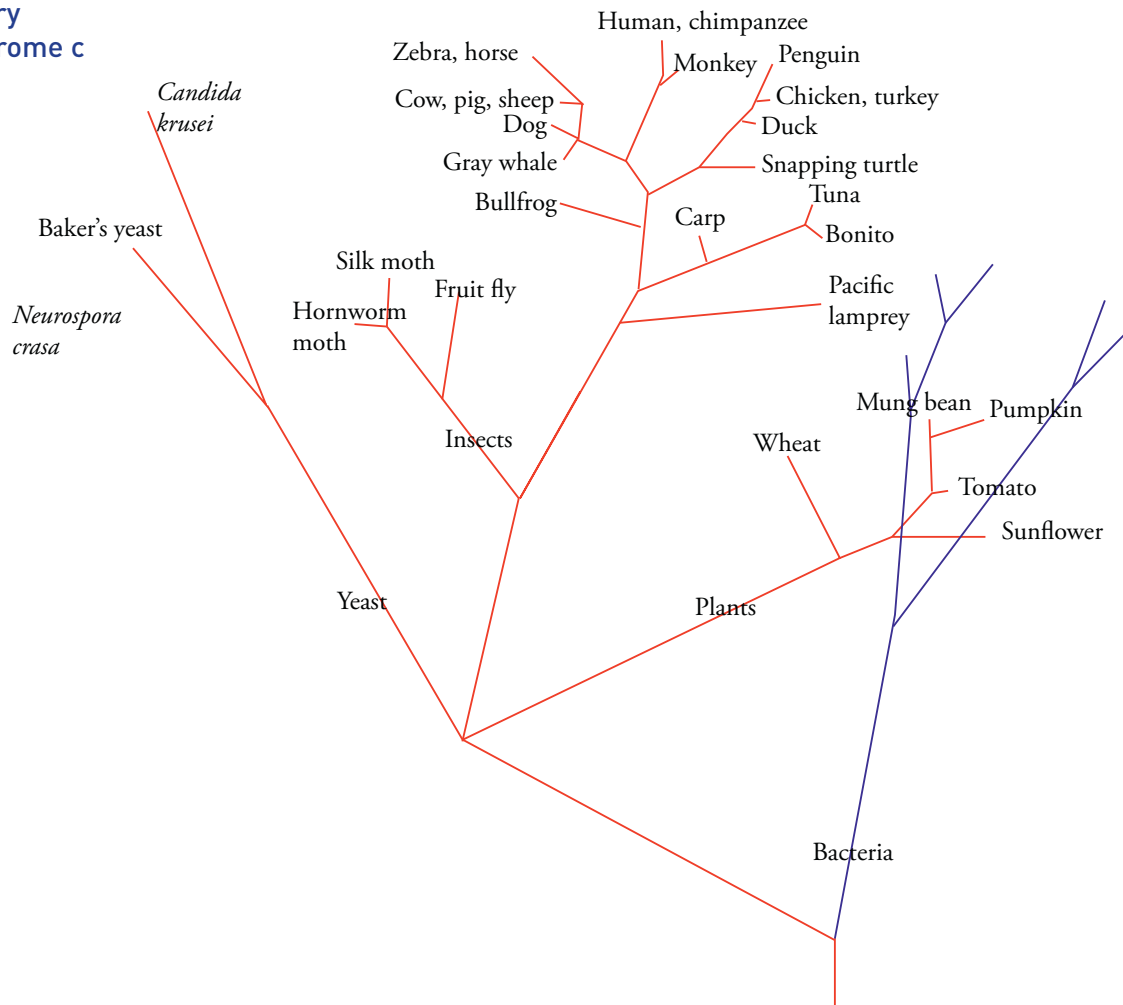 ry
rome c
Human, chimpanzee
Zebra, horse
Penguin
Monkey
Candida
krusei
Cow, pig, sheep
Chicken, turkey
Dog
Duck
Gray whale
Snapping turtle
Bullfrog
Tuna
Carp
Baker’s yeast
Bonito
Silk moth
Fruit fly
Pacific
lamprey
Neurospora
crasa
Hornworm
moth
Mung bean
Pumpkin
Insects
Wheat
Tomato
Sunflower
Yeast
Plants
Bacteria